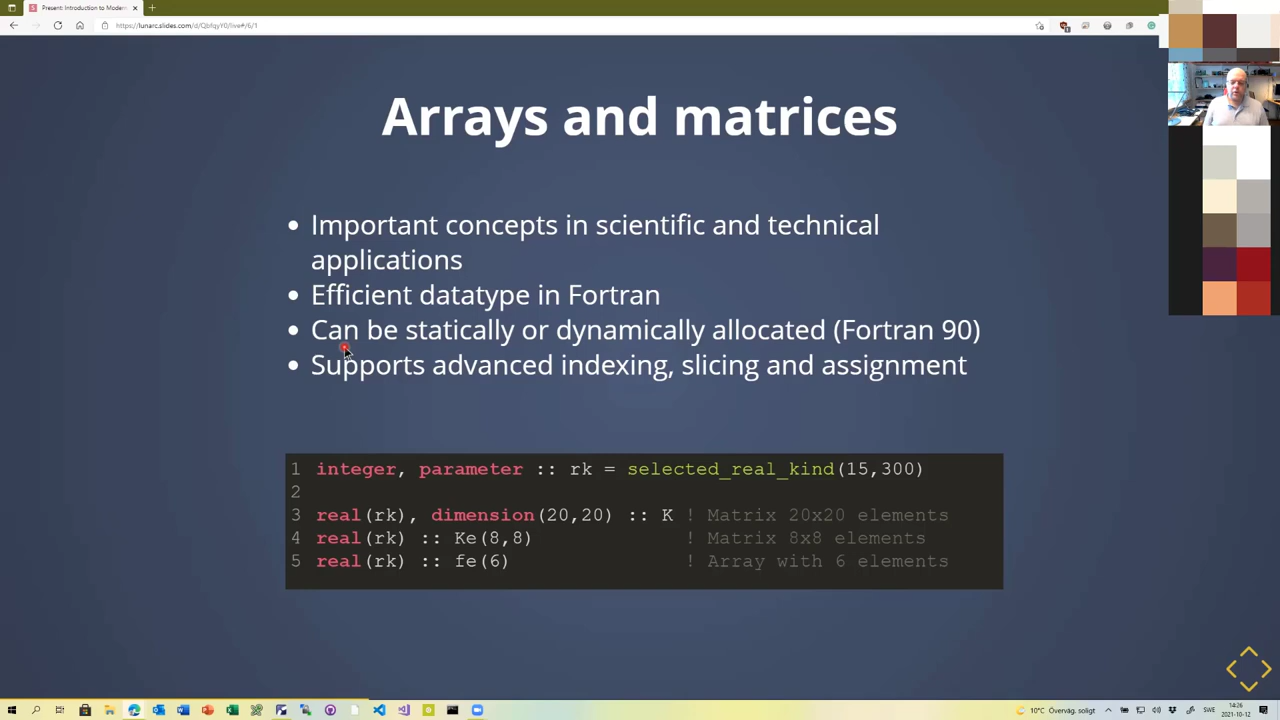 Present: Introduction to Modern
https://lunarc.slides.com/d/QbfqyY0/live#/6/1
Arrays and matrices
• Important concepts in scientific and technical
applications
• Efficient datatype in Fortran
• Can be statically or dynamically allocated (Fortran 90)
• Supports advanced indexing, slicing and assignment
1 integer, parameter :: rk = selected_real_kind(15,300)
2
3 real(rk), dimension(20,20) :: K ! Matrix 20x20 elements
4 real(rk) :: Ke(8,8) ! Matrix 8x8 elements
5 real(rk) :: fe(6) ! Array with 6 elements
10°C Överväg. soligt
SWE
14:26
2021-10-12